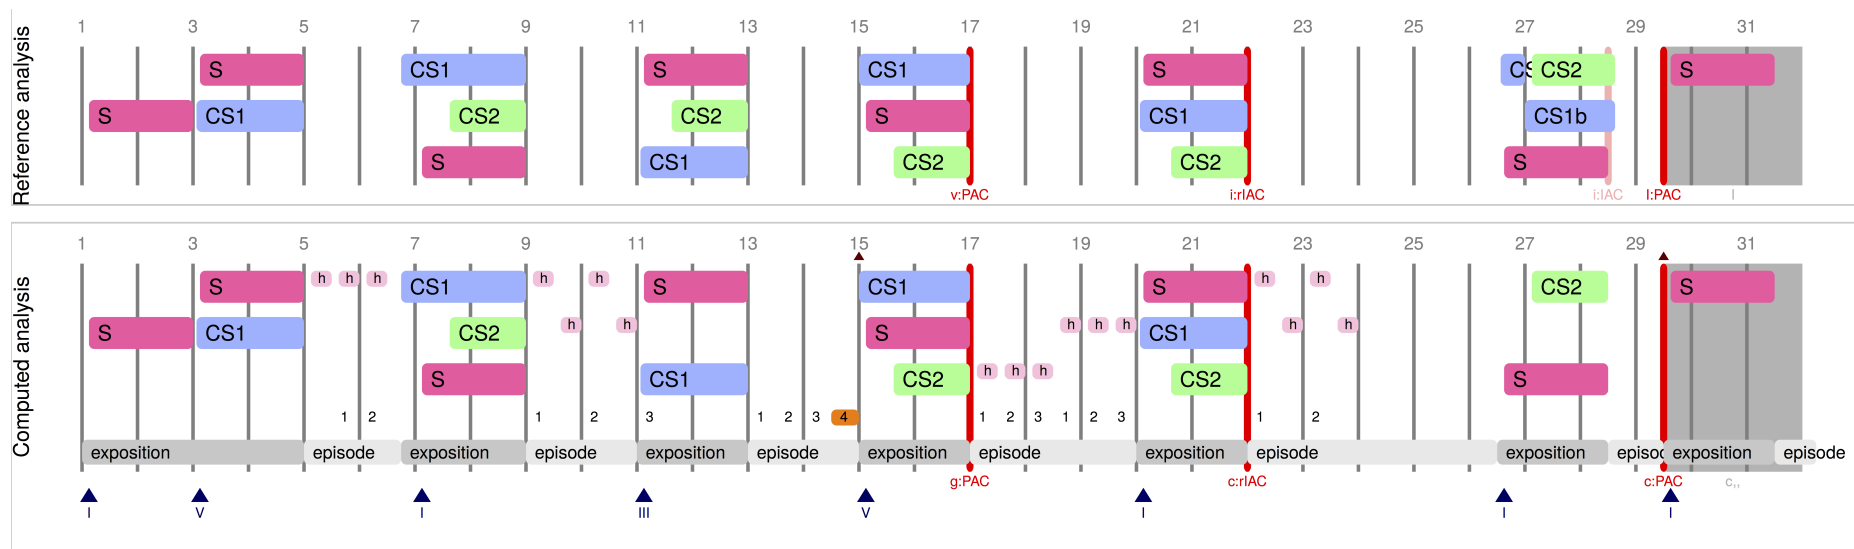 Reference analysis
1 3 5 7 9 11 13 15 17 19 21 23 25 27 29 31
S CS1 S CS1 S CS CS2 S
S CS1 CS2 CS2 S CS1 CS1b
S CS1 CS2 CS2 S
v:PAC i:rIAC i:IAC I:PAC I
Computed analysis
1 3 5 7 9 11 13 15 17 19 21 23 25 27 29 31
S h h h CS1 h h S CS1 S h h CS2 S
S CS1 CS2 h h S h h h CS1 h h
S CS1 CS2 h h h CS2 S
1 2 1 2 3 1 2 3 4 1 2 3 1 2 3 1 2
exposition episode exposition episode exposition episode exposition episode exposition episode exposition episode exposition episode
g:PAC c:rIAC c:PAC
I V I III V I I I